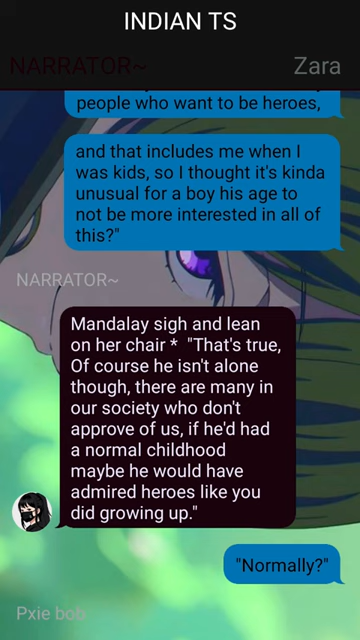 INDIAN TS
NARRATOR~
Zara
people who want to be heroes,
and that includes me when I
was kids, so I thought it's kinda
unusual for a boy his age to
not be more interested in all of
this?"
NARRATOR~
Mandalay sigh and lean
on her chair * "That's true,
Of course he isn't alone
though, there are many in
our society who don't
approve of us, if he'd had
a normal childhood
maybe he would have
admired heroes like you
did growing up."
"Normally?"
Pxie bob